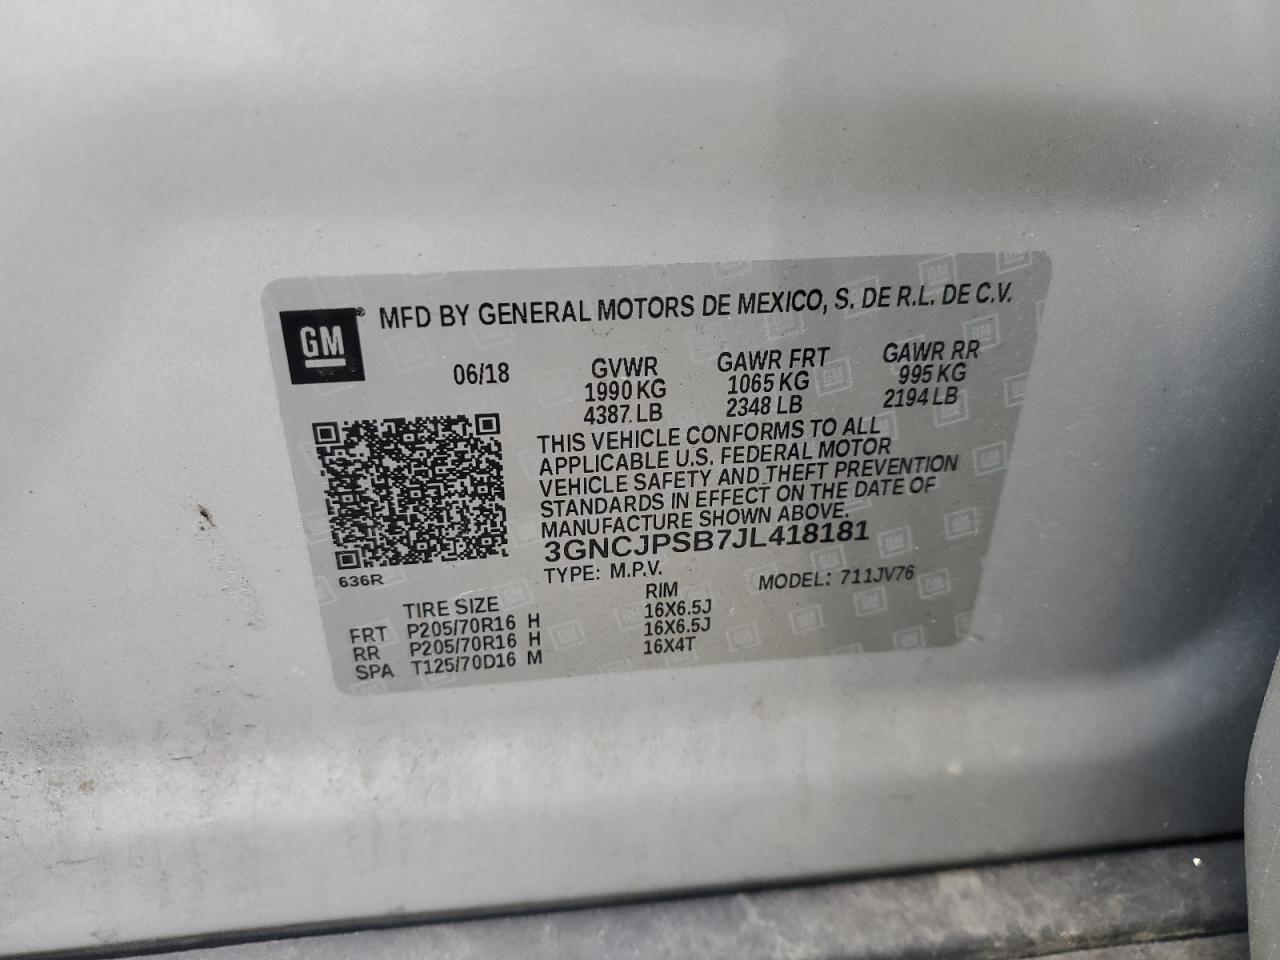 GM® MFD BY GENERAL MOTORS DE MEXICO, S. DE R.L. DE C.V.
06/18 GVWR GAWR FRT GAWR RR
1990 KG 1065 KG 995 KG
4387 LB 2348 LB 2194 LB
THIS VEHICLE CONFORMS TO ALL
APPLICABLE U.S. FEDERAL MOTOR
VEHICLE SAFETY AND THEFT PREVENTION
STANDARDS IN EFFECT ON THE DATE OF
MANUFACTURE SHOWN ABOVE.
3GNCJPSB7JL418181
636R
TYPE: M.P.V. MODEL: 711JV76
TIRE SIZE RIM
FRT P205/70R16 H 16X6.5J
RR P205/70R16 H 16X6.5J
SPA T125/70D16 M 16X4T